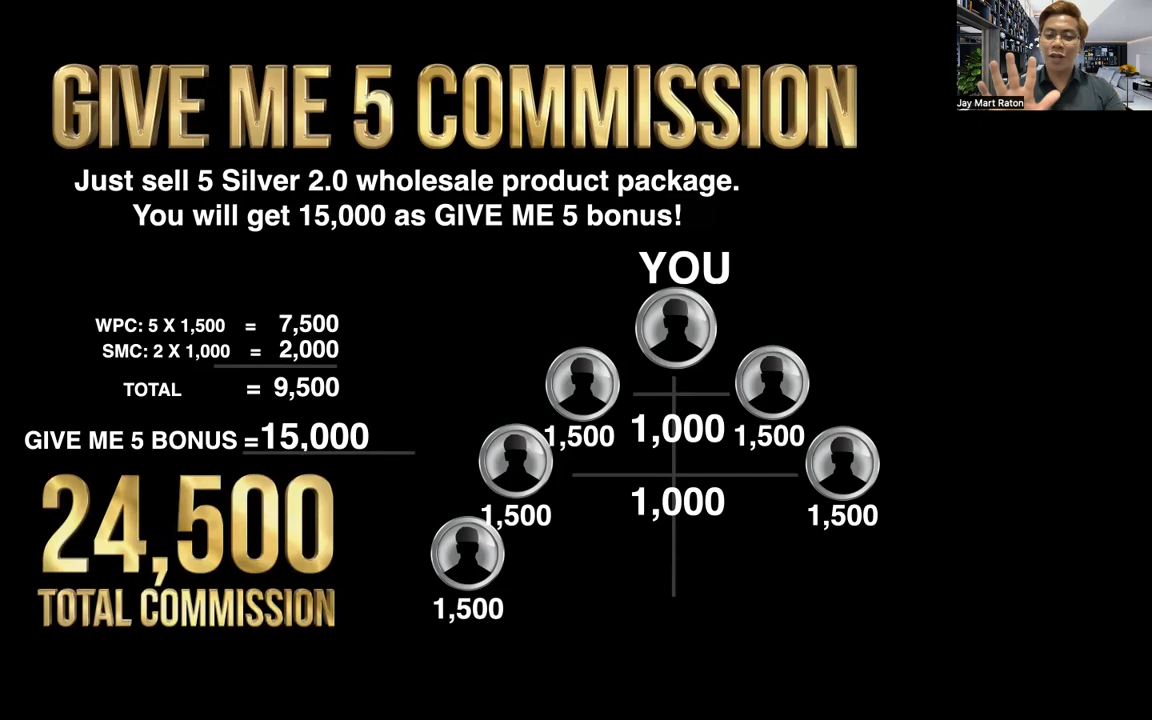 GIVE ME 5 COMMISSION
Just sell 5 Silver 2.0 wholesale product package.
You will get 15,000 as GIVE ME 5 bonus!
YOU
WPC: 5 X 1,500 = 7,500
SMC: 2 X 1,000 = 2,000
TOTAL = 9,500
GIVE ME 5 BONUS =15,000
24,500
TOTAL COMMISSION
1,500 1,000 1,500
1,500 1,000 1,500
1,500
Jay Mart Raton